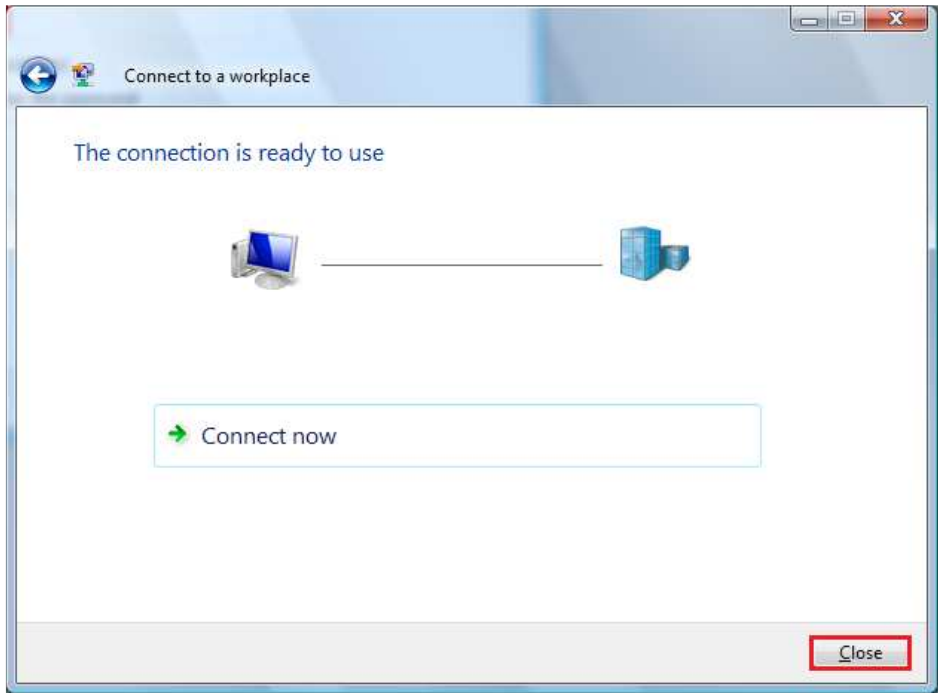 Connect to a workplace
The connection is ready to use
Connect now
Close